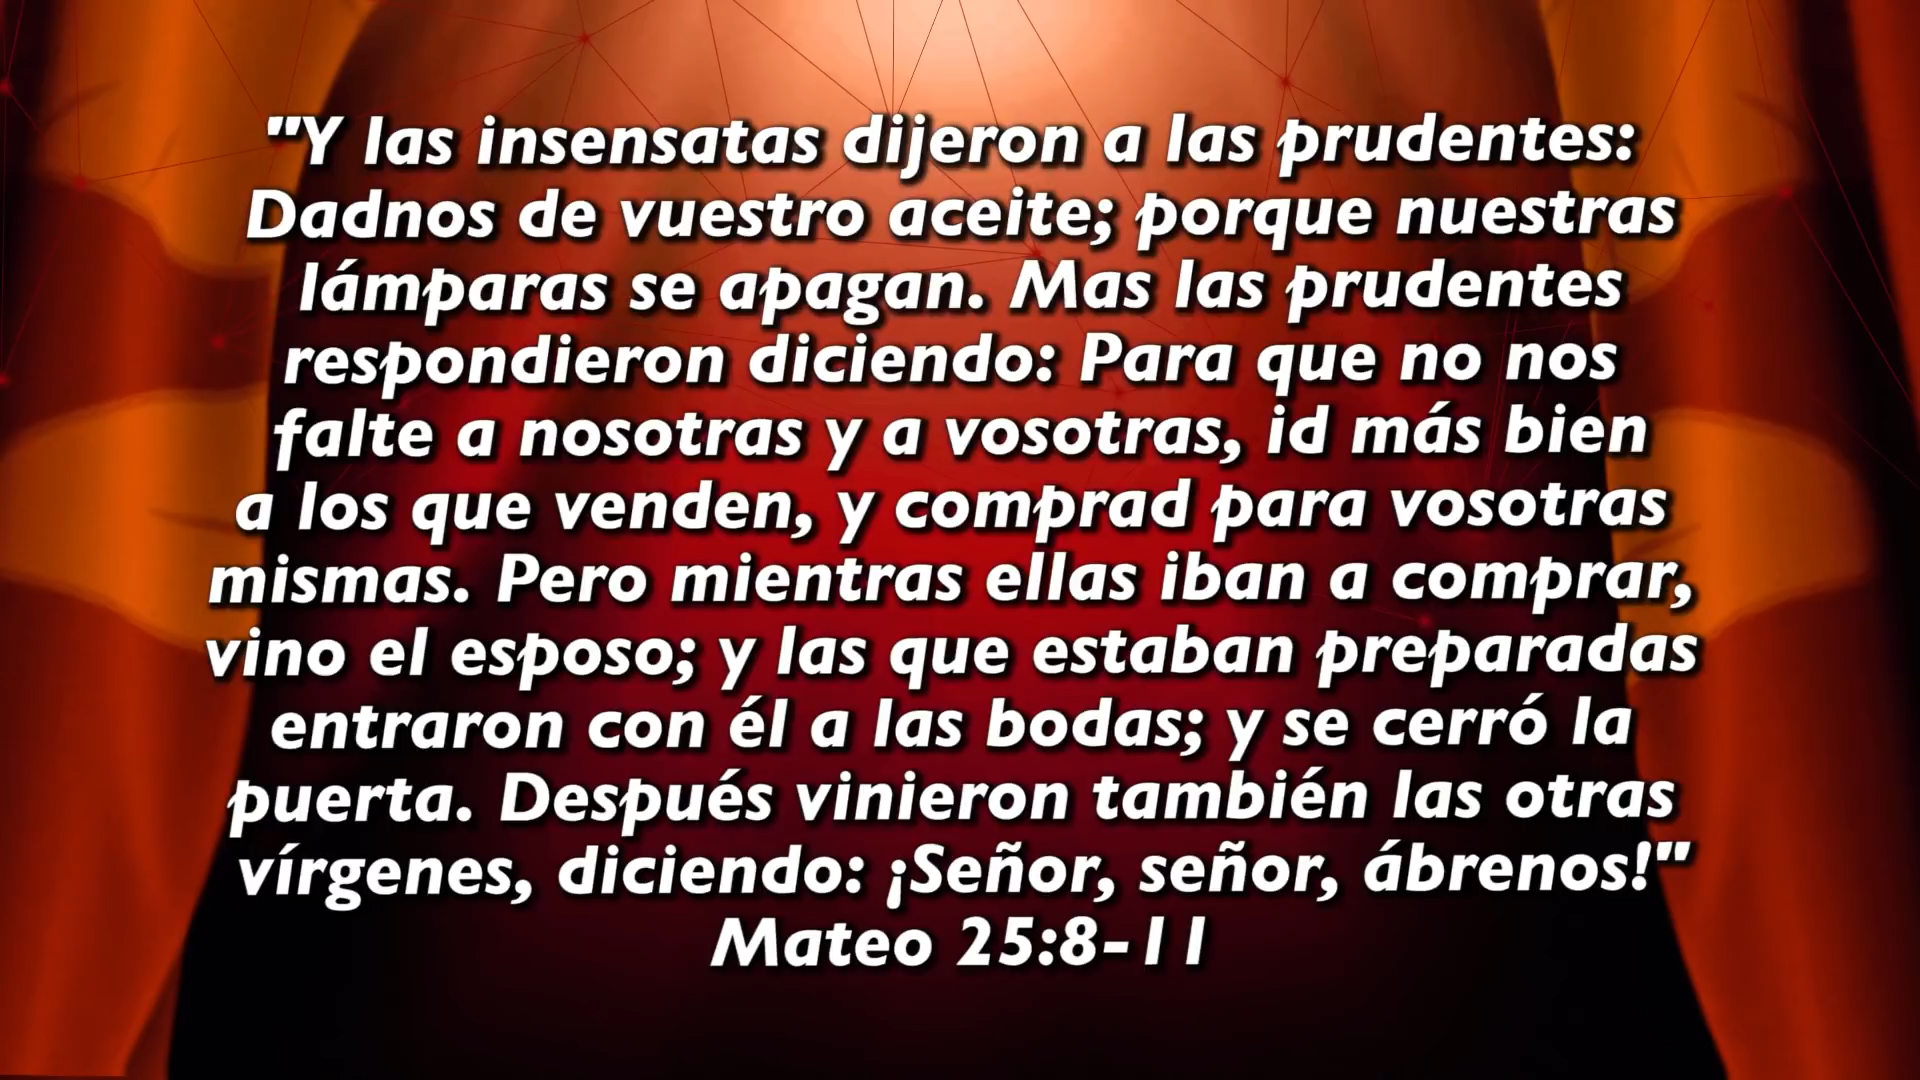 "Y las insensatas dijeron a las prudentes:
Dadnos de vuestro aceite; porque nuestras
lámparas se apagan. Mas las prudentes
respondieron diciendo: Para que no nos
falte a nosotras y a vosotras, id más bien
a los que venden, y comprad para vosotras
mismas. Pero mientras ellas iban a comprar,
vino el esposo; y las que estaban preparadas
entraron con él a las bodas; y se cerró la
puerta. Después vinieron también las otras
vírgenes, diciendo: ¡Señor, señor, ábrenos!"
Mateo 25:8-11